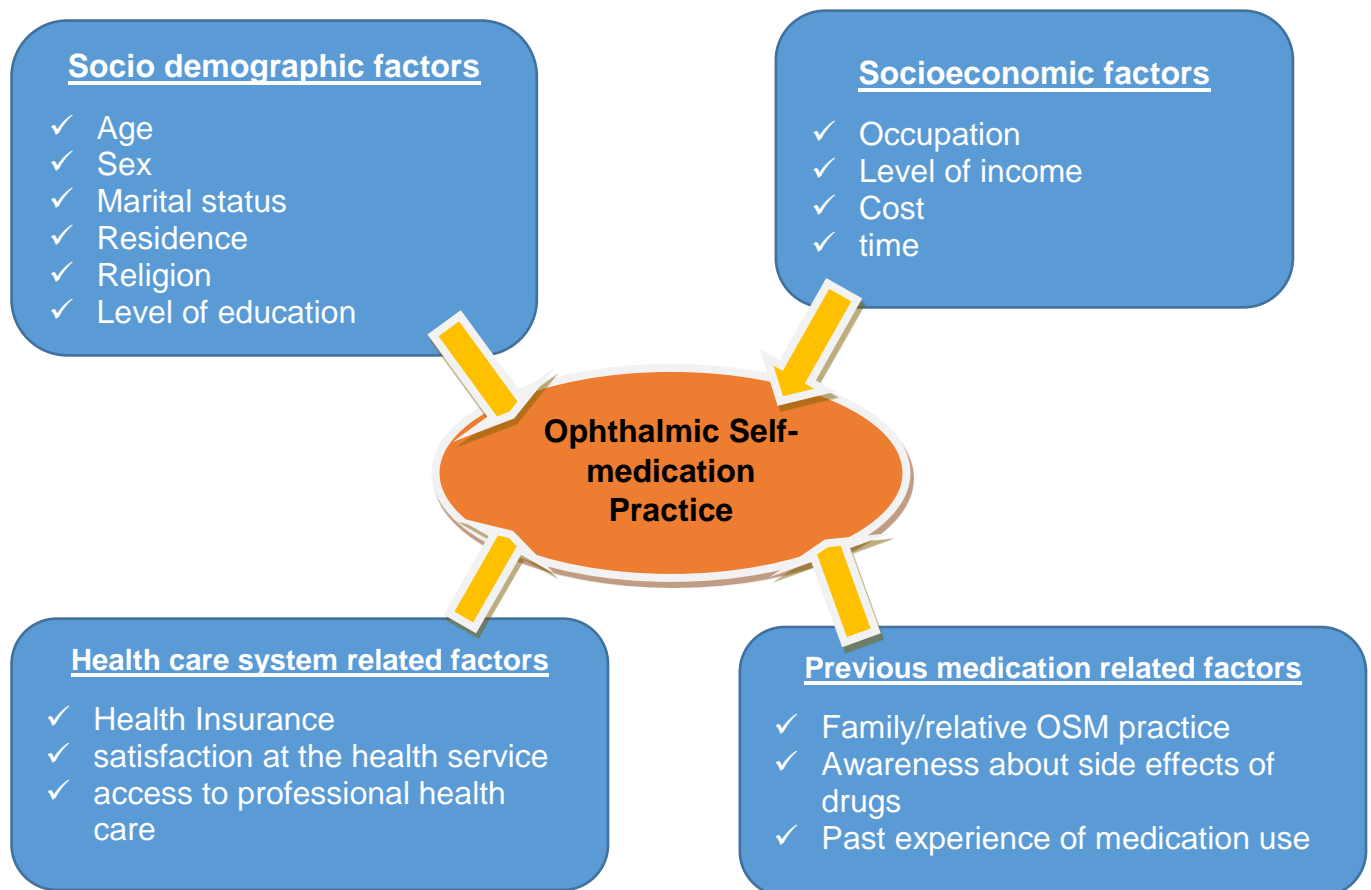 Socio demographic factors
✓ Age
✓ Sex
✓ Marital status
✓ Residence
✓ Religion
✓ Level of education
Socioeconomic factors
✓ Occupation
✓ Level of income
✓ Cost
✓ time
Ophthalmic Self-
medication
Practice
Health care system related factors
✓ Health Insurance
✓ satisfaction at the health service
✓ access to professional health
care
Previous medication related factors
✓ Family/relative OSM practice
✓ Awareness about side effects of
drugs
✓ Past experience of medication use